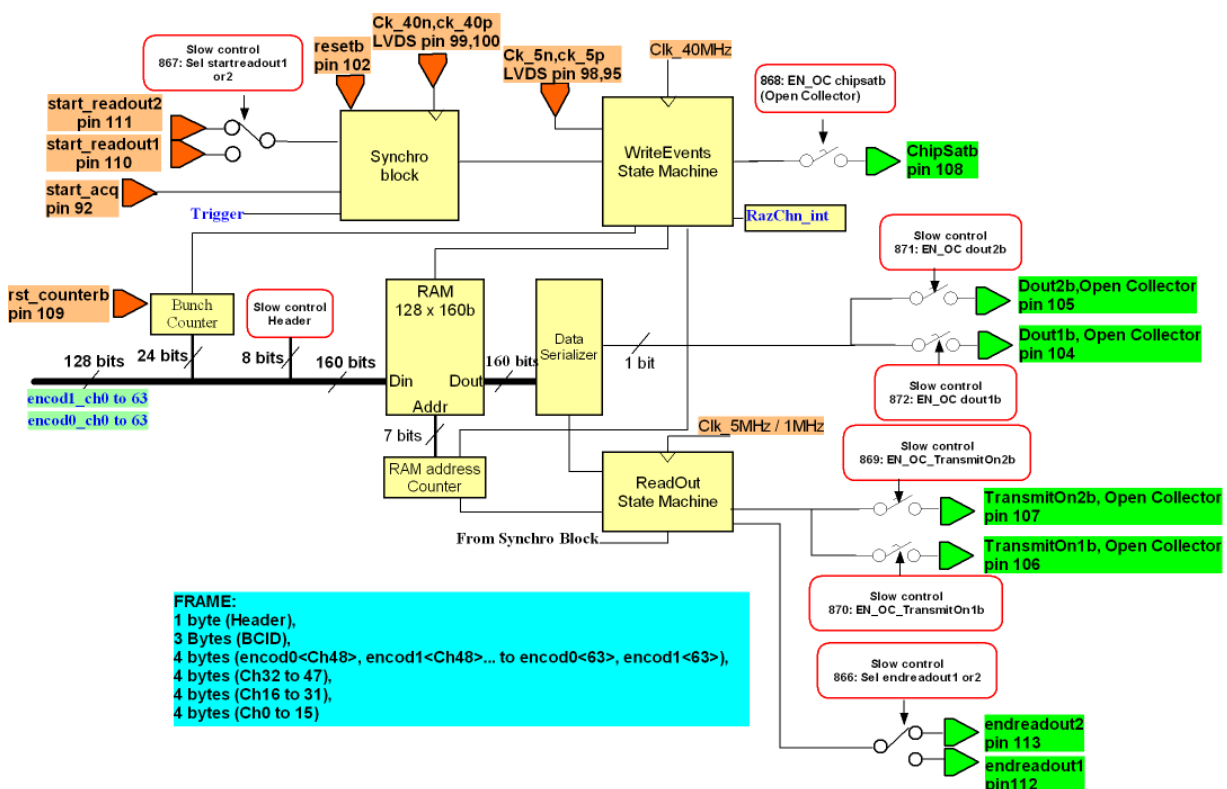 Ck_40n,ck_40p
LVDS pin 99,100
resetb
pin 102
Slow control
867: Sel startreadout1
or2
Ck_5n,ck_5p
LVDS pin 98,95
Clk_40MHz
868: EN_OC chipsatb
(Open Collector)
start_readout2
pin 111
start_readout1
pin 110
start_acq
pin 92
Trigger
Synchro
block
WriteEvents
State Machine
ChipSatb
pin 108
RazChn_int
Slow control
871: EN_OC dout2b
rst_counterb
pin 109
Bunch
Counter
Slow control
Header
RAM
128 x 160b
Data
Serializer
Dout2b,Open Collector
pin 105
Dout1b, Open Collector
pin 104
128 bits
24 bits
8 bits
160 bits
Din
Dout
160 bits
1 bit
encod1_ch0 to 63
encod0_ch0 to 63
Addr
Slow control
872: EN_OC dout1b
7 bits
Clk_5MHz / 1MHz
RAM address
Counter
ReadOut
State Machine
Slow control
869: EN_OC_TransmitOn2b
From Synchro Block
TransmitOn2b, Open Collector
pin 107
TransmitOn1b, Open Collector
pin 106
Slow control
870: EN_OC_TransmitOn1b
FRAME:
1 byte (Header),
3 Bytes (BCID),
4 bytes (encod0<Ch48>, encod1<Ch48>... to encod0<63>, encod1<63>),
4 bytes (Ch32 to 47),
4 bytes (Ch16 to 31),
4 bytes (Ch0 to 15)
Slow control
866: Sel endreadout1 or2
endreadout2
pin 113
endreadout1
pin112